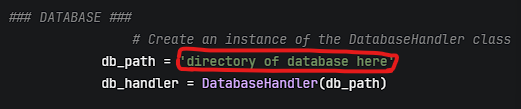 ### DATABASE ###
# Create an instance of the DatabaseHandler class
db_path = 'directory of database here'
db_handler = DatabaseHandler(db_path)